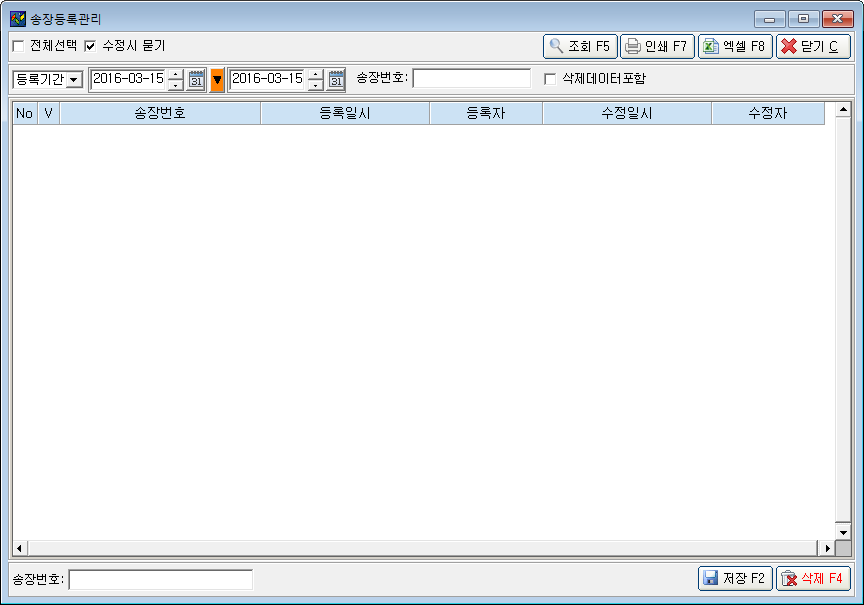 송장등록관리
전체선택 수정시 묻기 조회 F5 인쇄 F7 엑셀 F8 닫기 C
등록기간 2016-03-15 31 2016-03-15 31 송장번호: 삭제데이터포함
No V 송장번호 등록일시 등록자 수정일시 수정자
송장번호: 저장 F2 삭제 F4